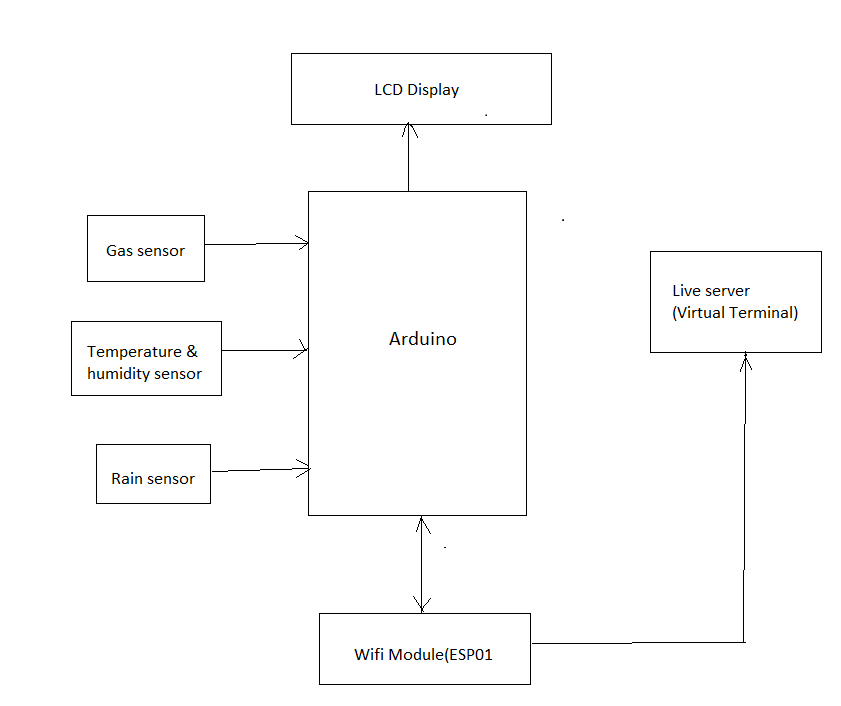 LCD Display
Gas sensor
Arduino
Live server
(Virtual Terminal)
Temperature &
humidity sensor
Rain sensor
Wifi Module(ESP01